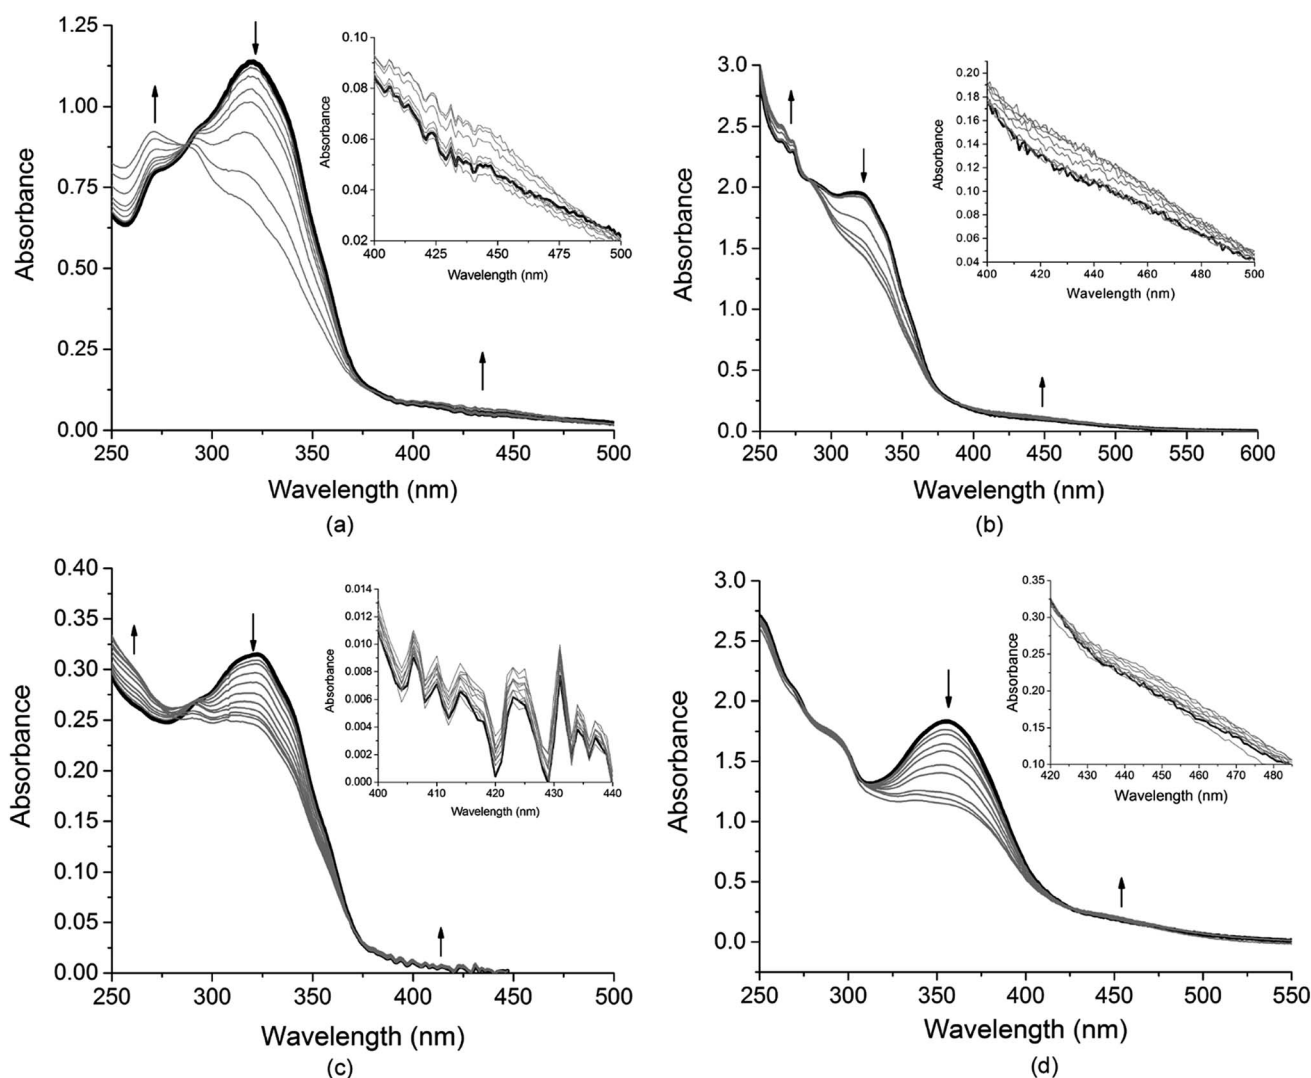 1.25
1.00
0.75
0.50
0.25
0.00
Absorbance
250 300 350 400 450 500
Wavelength (nm)
0.10
0.08
0.06
0.04
0.02
Absorbance
400 425 450 475 500
Wavelength (nm)
(a)
3.0
2.5
2.0
1.5
1.0
0.5
0.0
Absorbance
250 300 350 400 450 500 550 600
Wavelength (nm)
0.20
0.18
0.16
0.14
0.12
0.10
0.08
0.06
0.04
Absorbance
400 420 440 460 480 500
Wavelength (nm)
(b)
0.40
0.35
0.30
0.25
0.20
0.15
0.10
0.05
0.00
Absorbance
250 300 350 400 450 500
Wavelength (nm)
0.014
0.012
0.010
0.008
0.006
0.004
0.002
0.000
Absorbance
400 410 420 430 440
Wavelength (nm)
(c)
3.0
2.5
2.0
1.5
1.0
0.5
0.0
Absorbance
250 300 350 400 450 500 550
Wavelength (nm)
0.35
0.30
0.25
0.20
0.15
0.10
Absorbance
420 430 440 450 460 470 480
Wavelength (nm)
(d)